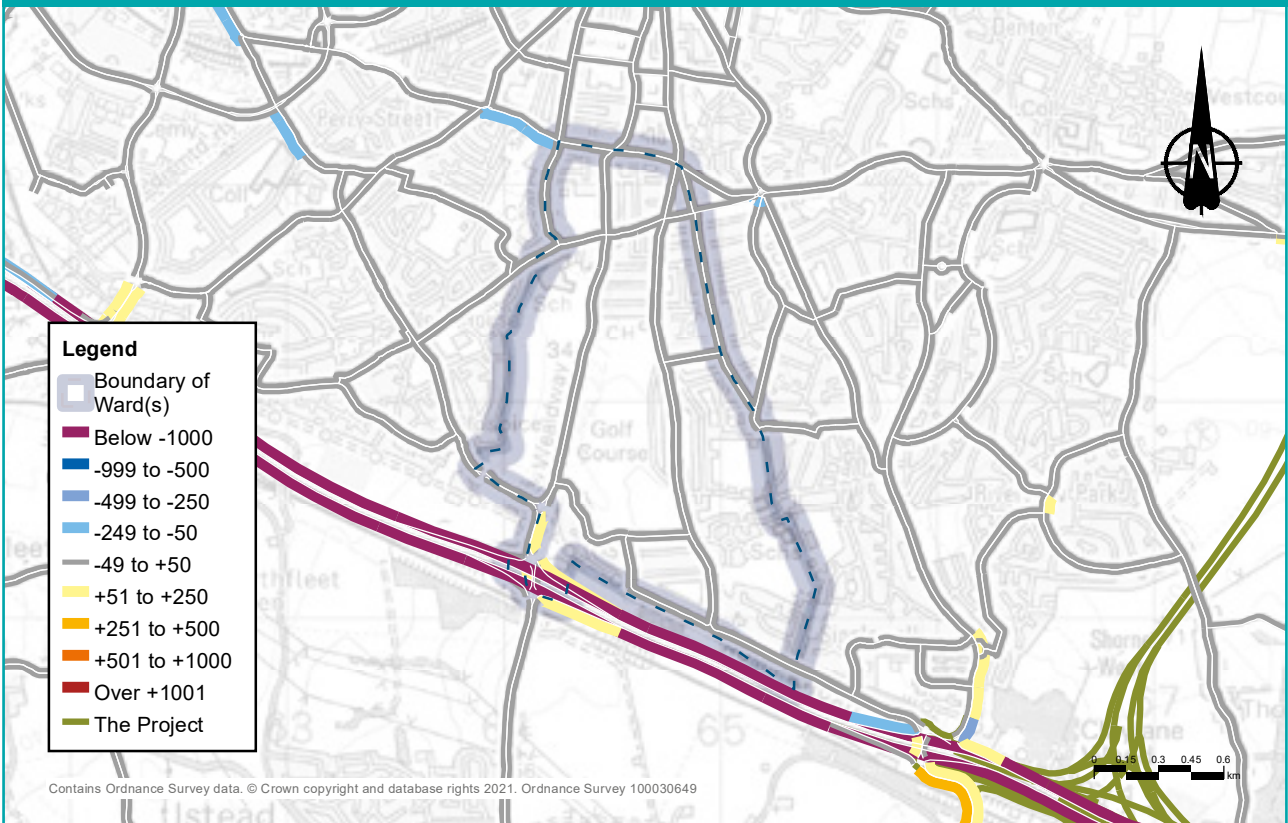 Denton
Schs
Westcou
Perry Street
Coll
Sch
CH
34
Golf
Course
Legend
Boundary of
Ward(s)
Below -1000
-999 to -500
-499 to -250
-249 to -50
-49 to +50
+51 to +250
+251 to +500
+501 to +1000
Over +1001
The Project
N
65
0 0.15 0.3 0.45 0.6
km
Contains Ordnance Survey data. © Crown copyright and database rights 2021. Ordnance Survey 100030649